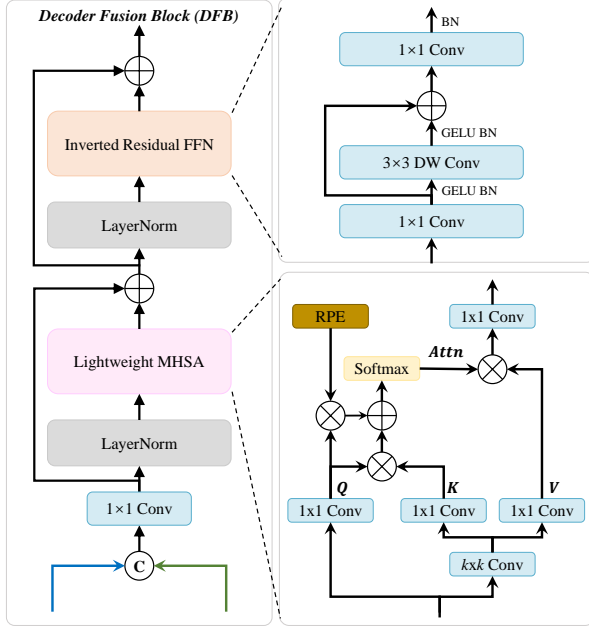 Decoder Fusion Block (DFB)
Inverted Residual FFN
LayerNorm
Lightweight MHSA
LayerNorm
1×1 Conv
C
BN
1×1 Conv
GELU BN
3×3 DW Conv
GELU BN
1×1 Conv
RPE
1x1 Conv
Softmax
Attn
Q
K
V
1x1 Conv
1x1 Conv
1x1 Conv
kxk Conv